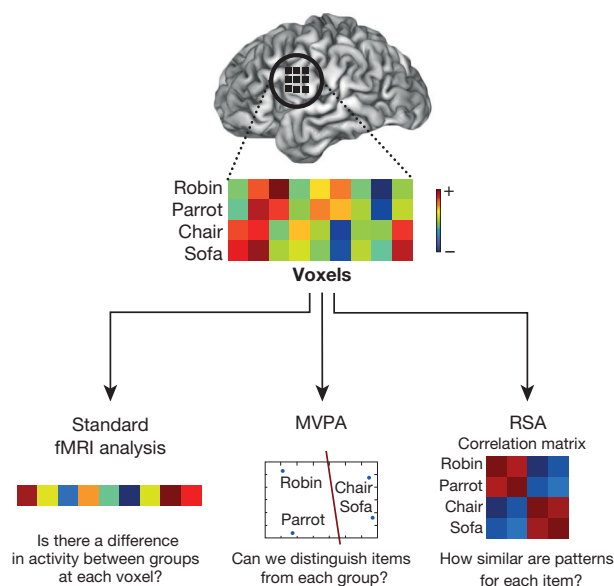 Robin
Parrot
Chair
Sofa
+
−
Voxels
Standard
fMRI analysis
Is there a difference
in activity between groups
at each voxel?
MVPA
Robin
Chair
Sofa
Parrot
Can we distinguish items
from each group?
RSA
Correlation matrix
Robin
Parrot
Chair
Sofa
How similar are patterns
for each item?